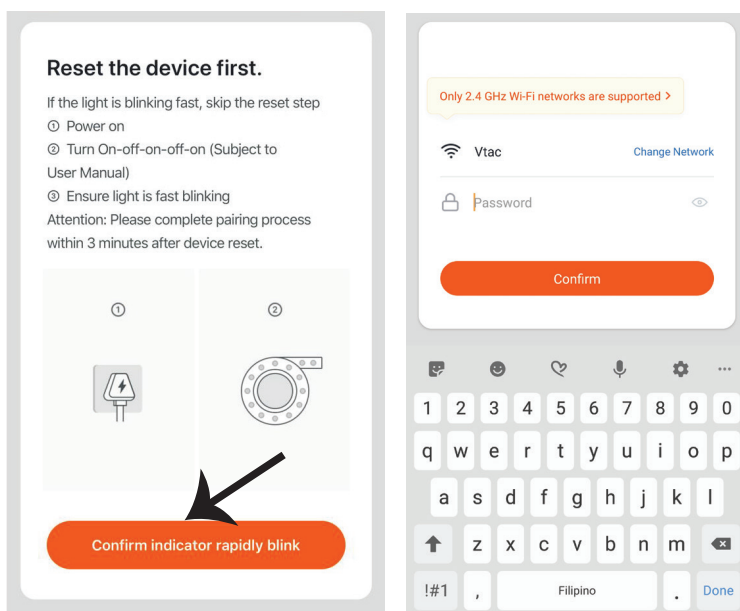 Reset the device first.
If the light is blinking fast, skip the reset step
① Power on
② Turn On-off-on-off-on (Subject to
User Manual)
③ Ensure light is fast blinking
Attention: Please complete pairing process
within 3 minutes after device reset.
① ②
Confirm indicator rapidly blink
Only 2.4 GHz Wi-Fi networks are supported >
Vtac Change Network
Password
Confirm
1 2 3 4 5 6 7 8 9 0
q w e r t y u i o p
a s d f g h j k l
z x c v b n m
!#1 , Filipino . Done